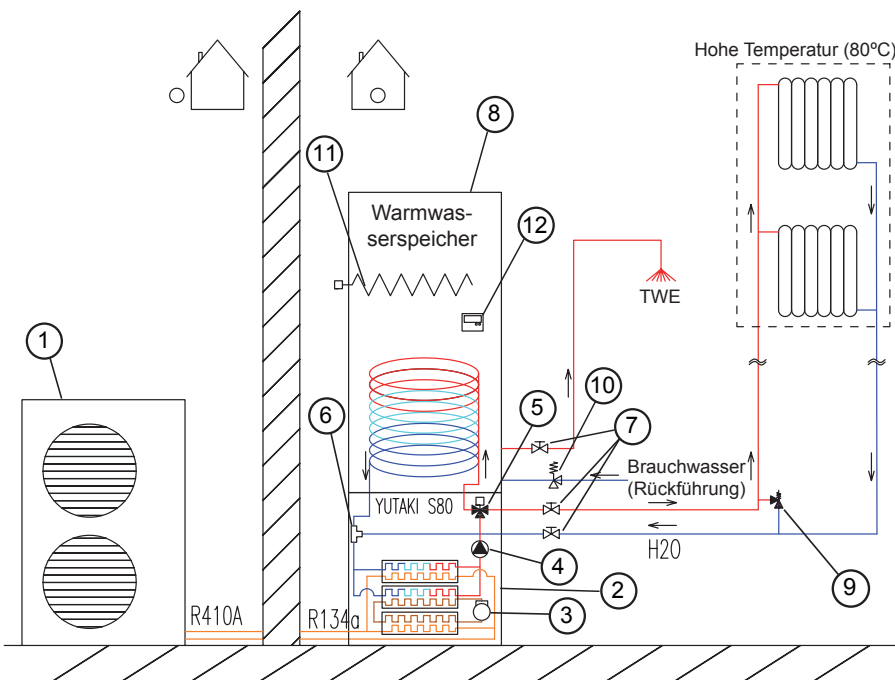 Hohe Temperatur (80ºC)
8
11
Warmwas-
serspeicher
12
TWE
1
6
5
10
7
Brauchwasser
(Rückführung)
YUTAKI S80
H2O
4
2
9
3
R410A
R134a